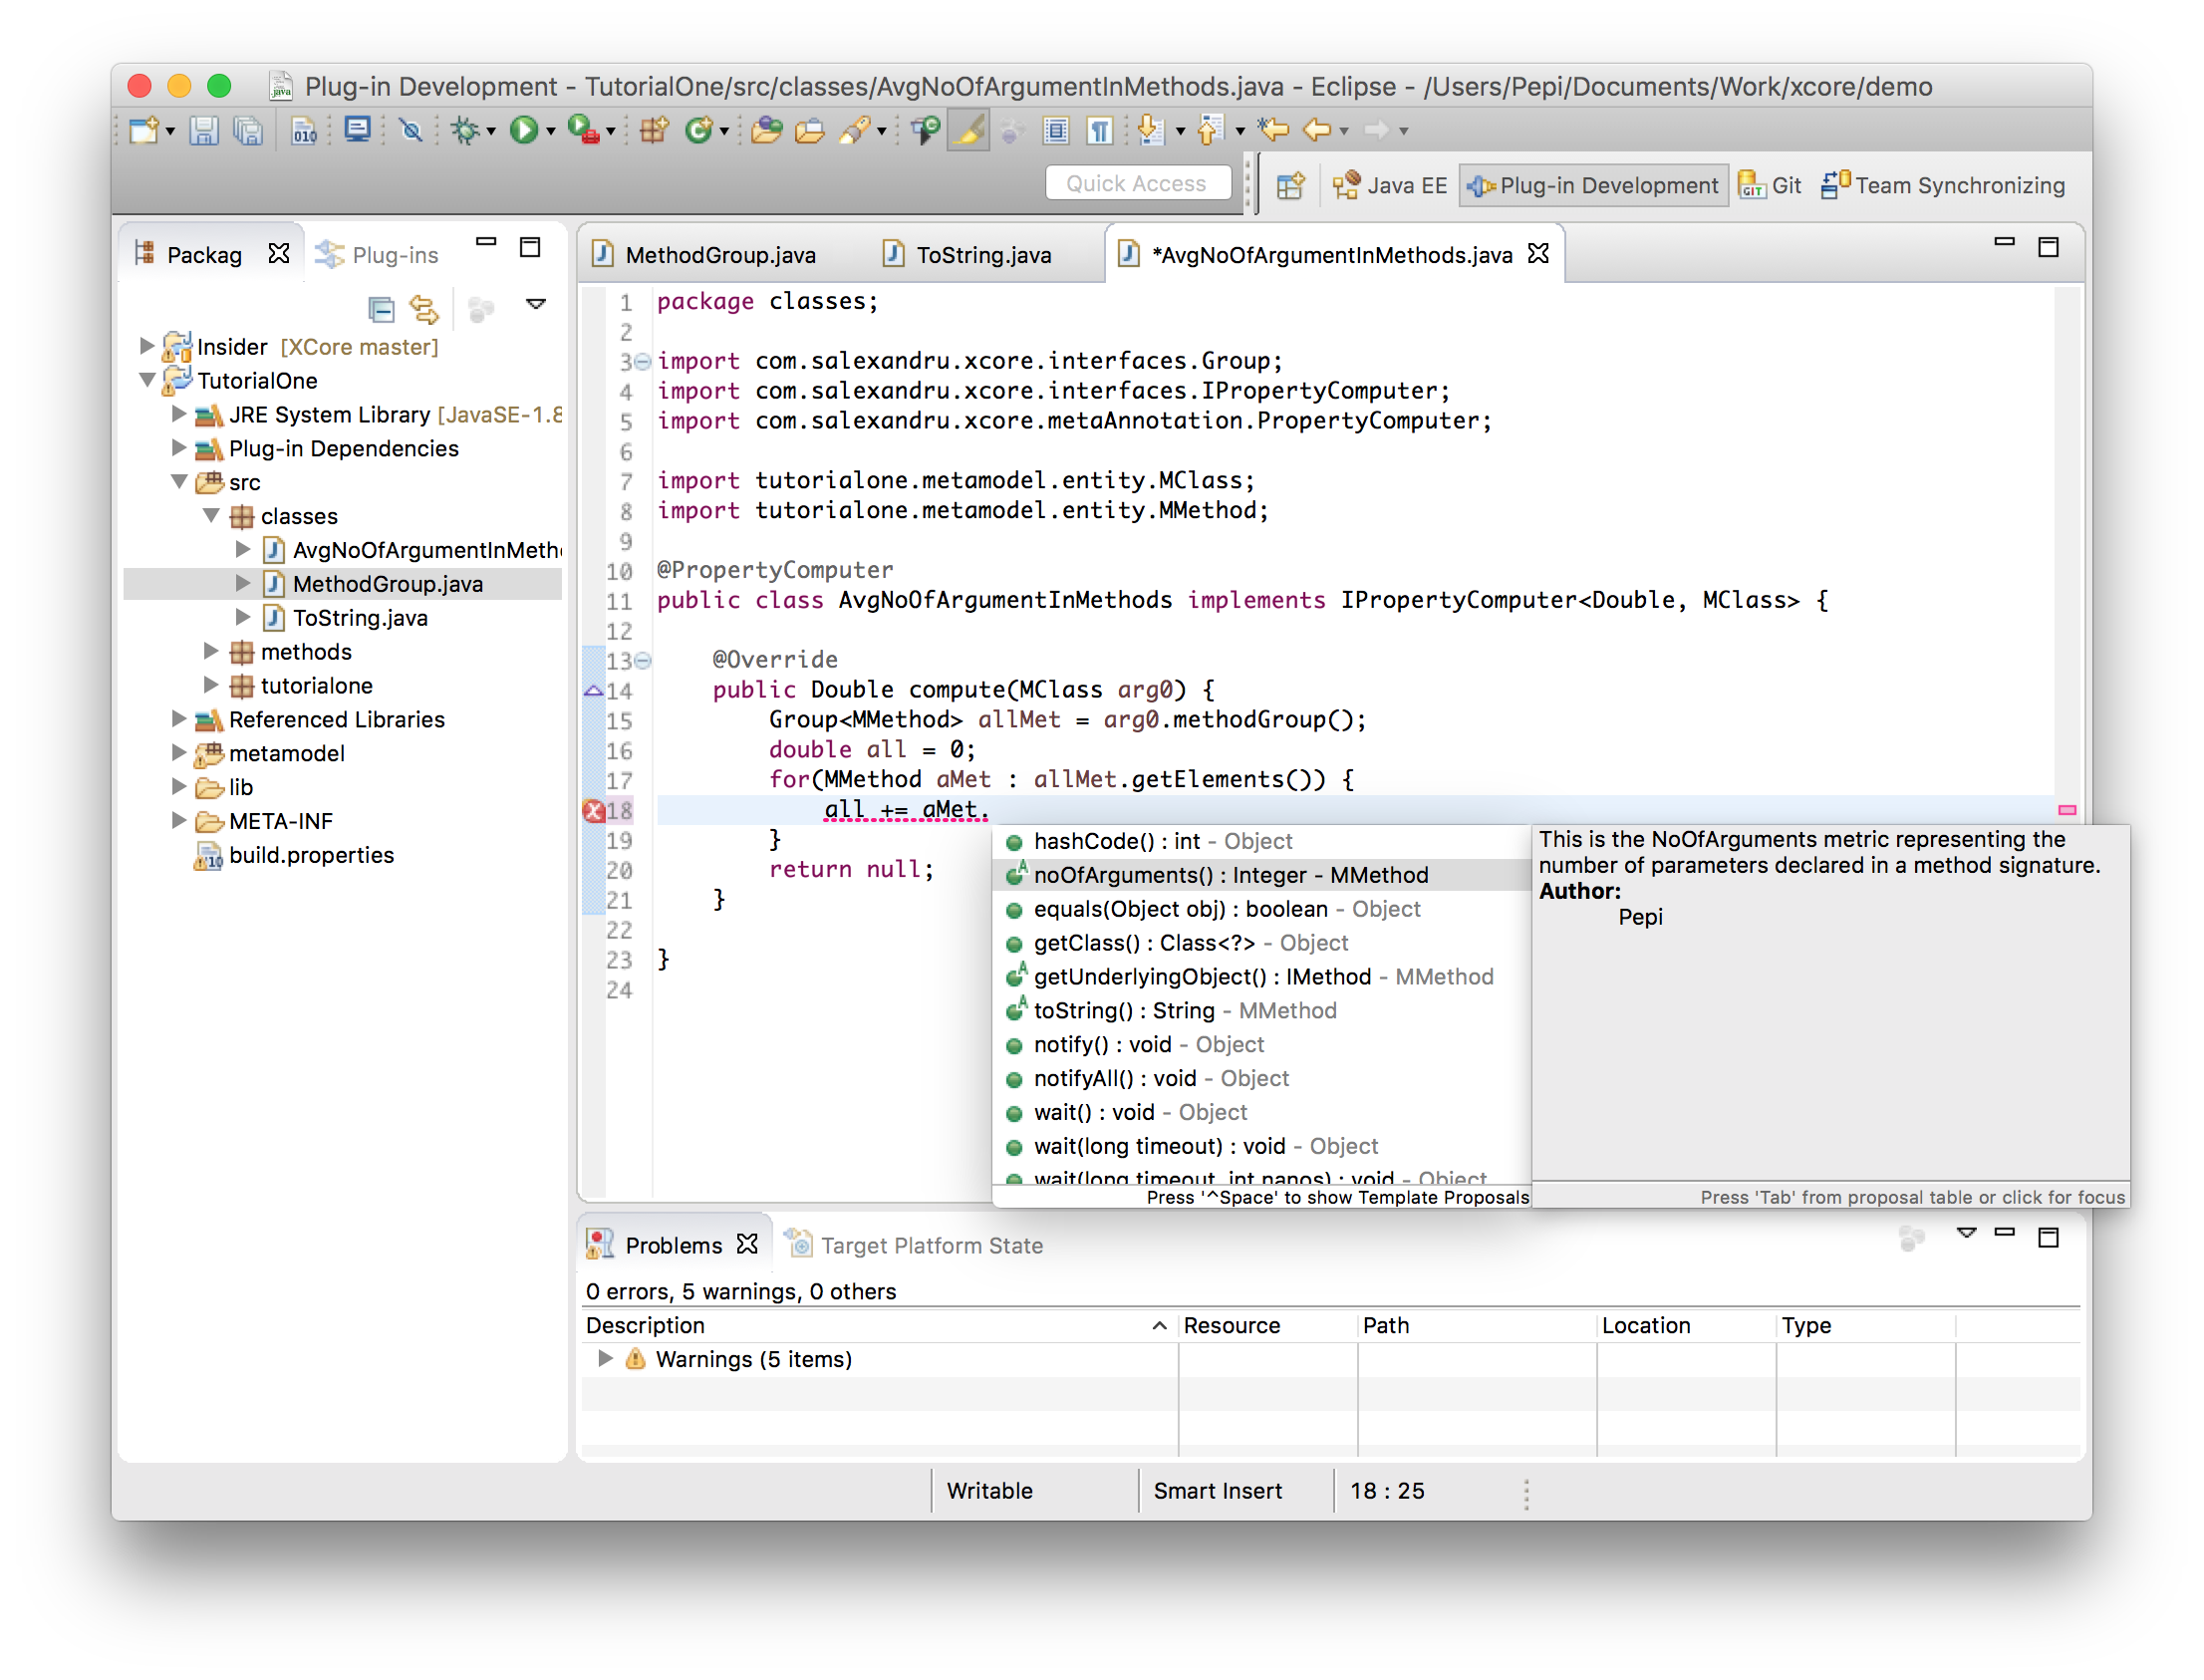 Plug-in Development - TutorialOne/src/classes/AvgNoOfArgumentInMethods.java - Eclipse - /Users/Pepi/Documents/Work/xcore/demo
Quick Access
Java EE
Plug-in Development
Git
Team Synchronizing
Packag
Plug-ins
Insider [XCore master]
TutorialOne
JRE System Library [JavaSE-1.8
Plug-in Dependencies
src
classes
AvgNoOfArgumentInMeth
MethodGroup.java
ToString.java
methods
tutorialone
Referenced Libraries
metamodel
lib
META-INF
build.properties
MethodGroup.java
ToString.java
*AvgNoOfArgumentInMethods.java
1 package classes;
2
3 import com.salexandru.xcore.interfaces.Group;
4 import com.salexandru.xcore.interfaces.IPropertyComputer;
5 import com.salexandru.xcore.metaAnnotation.PropertyComputer;
6
7 import tutorialone.metamodel.entity.MClass;
8 import tutorialone.metamodel.entity.MMethod;
9
10 @PropertyComputer
11 public class AvgNoOfArgumentInMethods implements IPropertyComputer<Double, MClass> {
12
13 @Override
14 public Double compute(MClass arg0) {
15 Group<MMethod> allMet = arg0.methodGroup();
16 double all = 0;
17 for(MMethod aMet : allMet.getElements()) {
18 all += aMet.
19 }
20 return null;
21 }
22
23 }
24
hashCode() : int - Object
noOfArguments() : Integer - MMethod
equals(Object obj) : boolean - Object
getClass() : Class<?> - Object
getUnderlyingObject() : IMethod - MMethod
toString() : String - MMethod
notify() : void - Object
notifyAll() : void - Object
wait() : void - Object
wait(long timeout) : void - Object
wait(long timeout, int nanos) : void - Object
Press '^Space' to show Template Proposals
This is the NoOfArguments metric representing the
number of parameters declared in a method signature.
Author:
Pepi
Press 'Tab' from proposal table or click for focus
Problems
Target Platform State
0 errors, 5 warnings, 0 others
Description
Resource
Path
Location
Type
Warnings (5 items)
Writable
Smart Insert
18 : 25